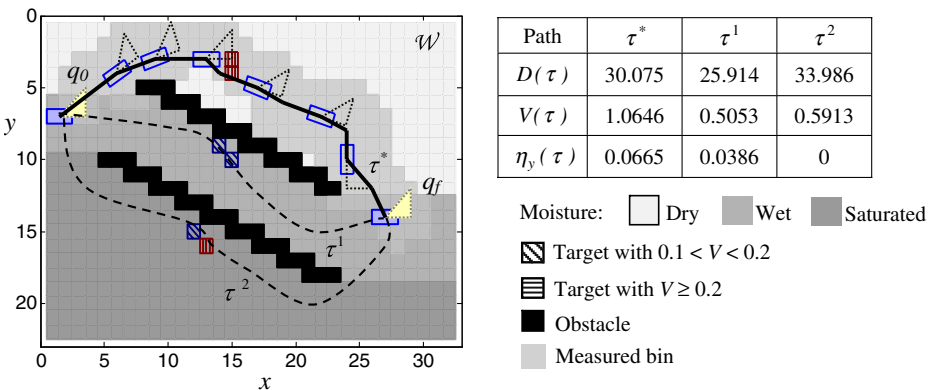 0
5
10
15
20
y
0 5 10 15 20 25 30
x
𝒲
q₀
q_f
τ*
τ¹
τ²
Path τ* τ¹ τ²
D(τ) 30.075 25.914 33.986
V(τ) 1.0646 0.5053 0.5913
η_y(τ) 0.0665 0.0386 0
Moisture: Dry Wet Saturated
Target with 0.1 < V < 0.2
Target with V ≥ 0.2
Obstacle
Measured bin